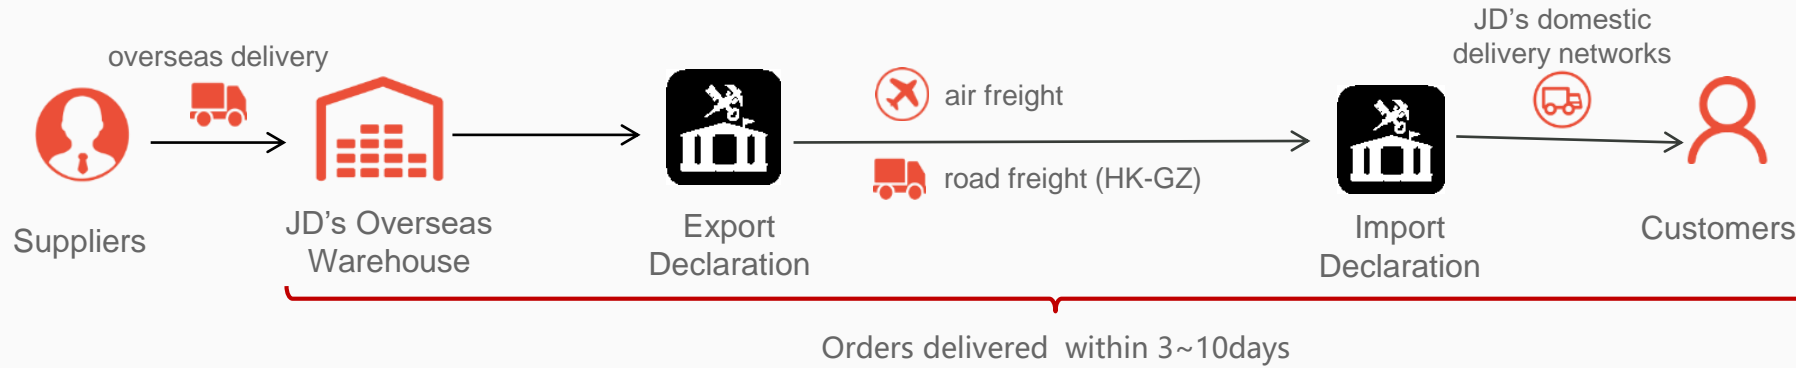 overseas delivery
Suppliers
JD’s Overseas
Warehouse
Export
Declaration
air freight
road freight (HK-GZ)
Import
Declaration
JD’s domestic
delivery networks
Customers
Orders delivered  within 3~10days